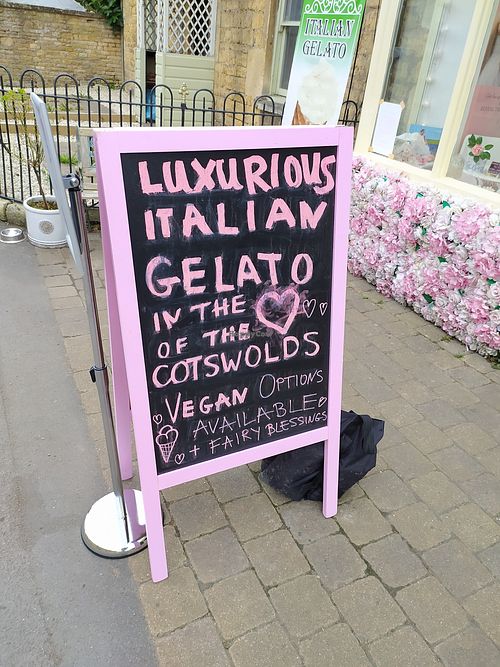 ITALIAN
GELATO
LUXURIOUS
ITALIAN
GELATO
IN THE
OF THE
COTSWOLDS
VEGAN OPTIONS
AVAILABLE
+ FAIRY BLESSINGS